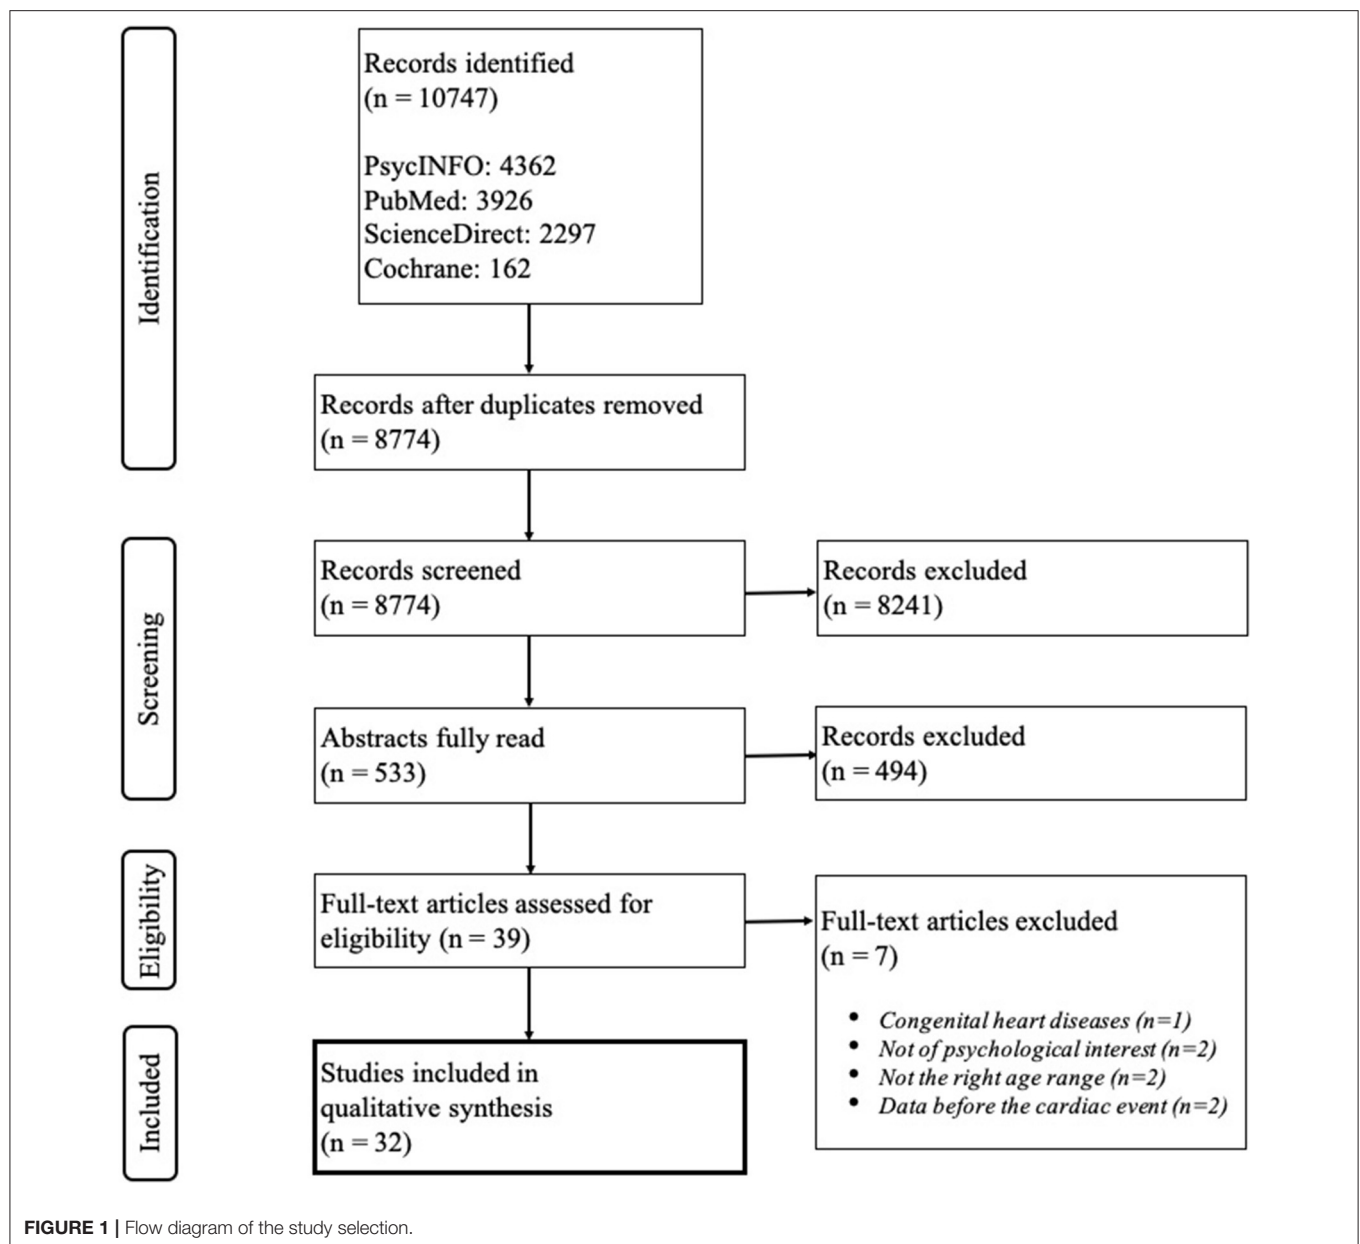 Identification
Records identified
(n = 10747)
PsycINFO: 4362
PubMed: 3926
ScienceDirect: 2297
Cochrane: 162
Records after duplicates removed
(n = 8774)
Screening
Records screened
(n = 8774)
Records excluded
(n = 8241)
Abstracts fully read
(n = 533)
Records excluded
(n = 494)
Eligibility
Full-text articles assessed for
eligibility (n = 39)
Full-text articles excluded
(n = 7)
• Congenital heart diseases (n=1)
• Not of psychological interest (n=2)
• Not the right age range (n=2)
• Data before the cardiac event (n=2)
Included
Studies included in
qualitative synthesis
(n = 32)
FIGURE 1 | Flow diagram of the study selection.